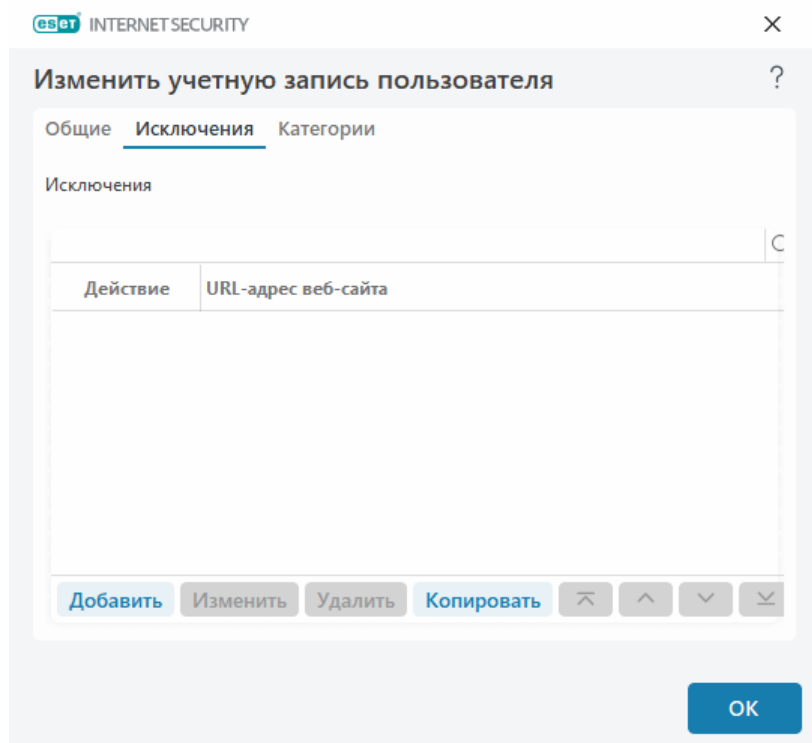 eset INTERNET SECURITY
Изменить учетную запись пользователя ?
Общие Исключения Категории
Исключения
Действие URL-адрес веб-сайта
Добавить Изменить Удалить Копировать
ОК